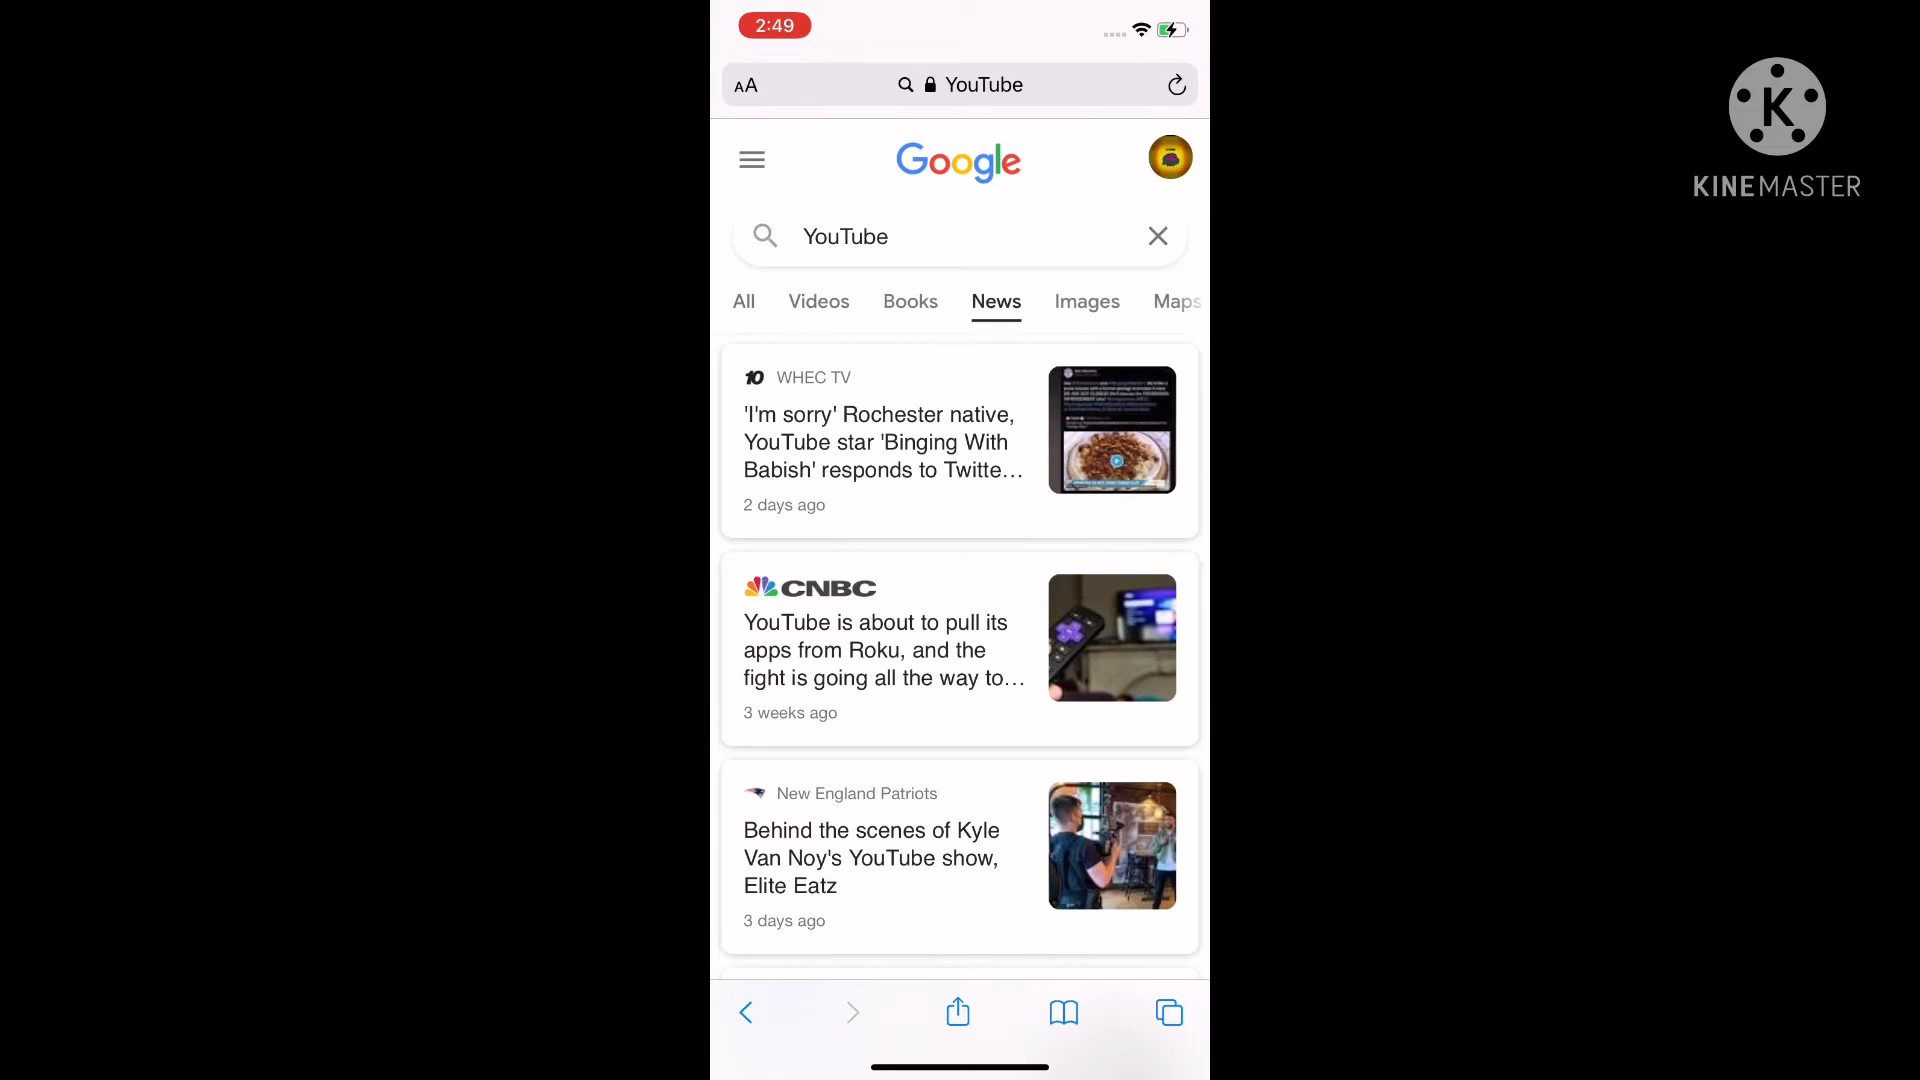 2:49
AA YouTube
Google
YouTube
All Videos Books News Images Maps
10 WHEC TV
'I'm sorry' Rochester native,
YouTube star 'Binging With
Babish' responds to Twitte...
2 days ago
CNBC
YouTube is about to pull its
apps from Roku, and the
fight is going all the way to...
3 weeks ago
New England Patriots
Behind the scenes of Kyle
Van Noy's YouTube show,
Elite Eatz
3 days ago
K
KINEMASTER